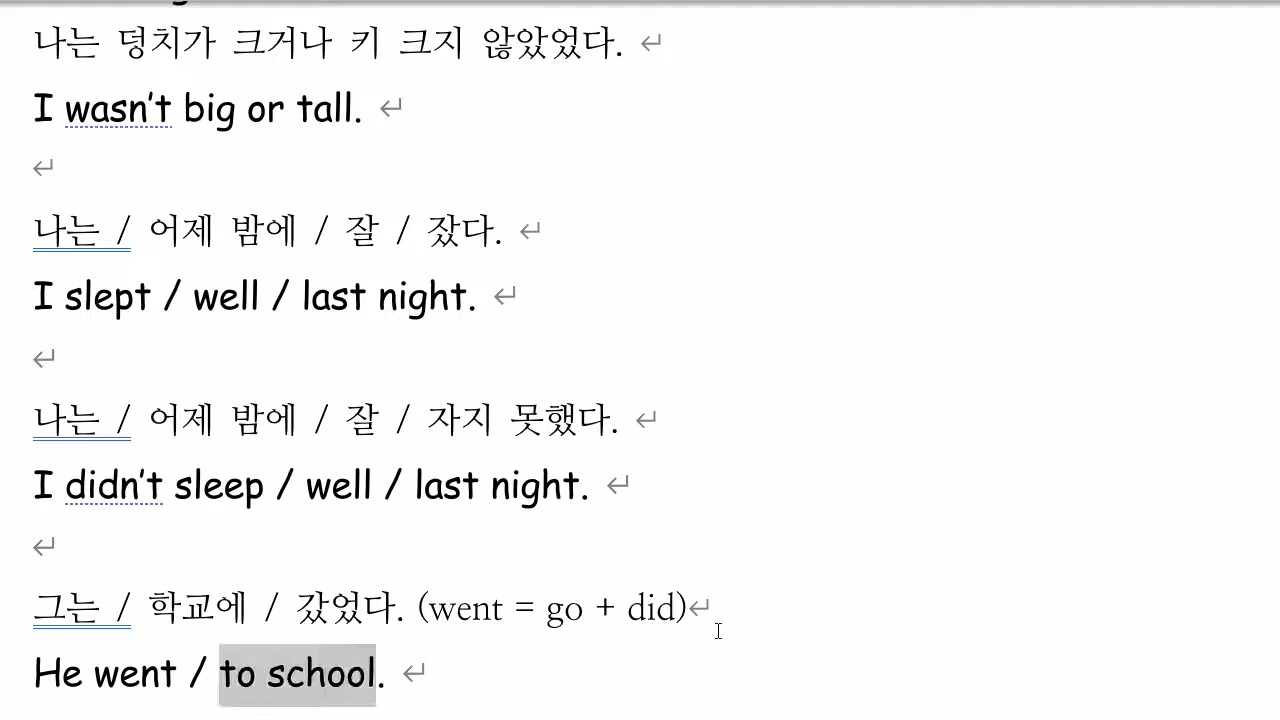 나는 덩치가 크거나 키 크지 않았었다.
I wasn't big or tall.
나는 / 어제 밤에 / 잘 / 잤다.
I slept / well / last night.
나는 / 어제 밤에 / 잘 / 자지 못했다.
I didn't sleep / well / last night.
그는 / 학교에 / 갔었다. (went = go + did)
He went / to school.